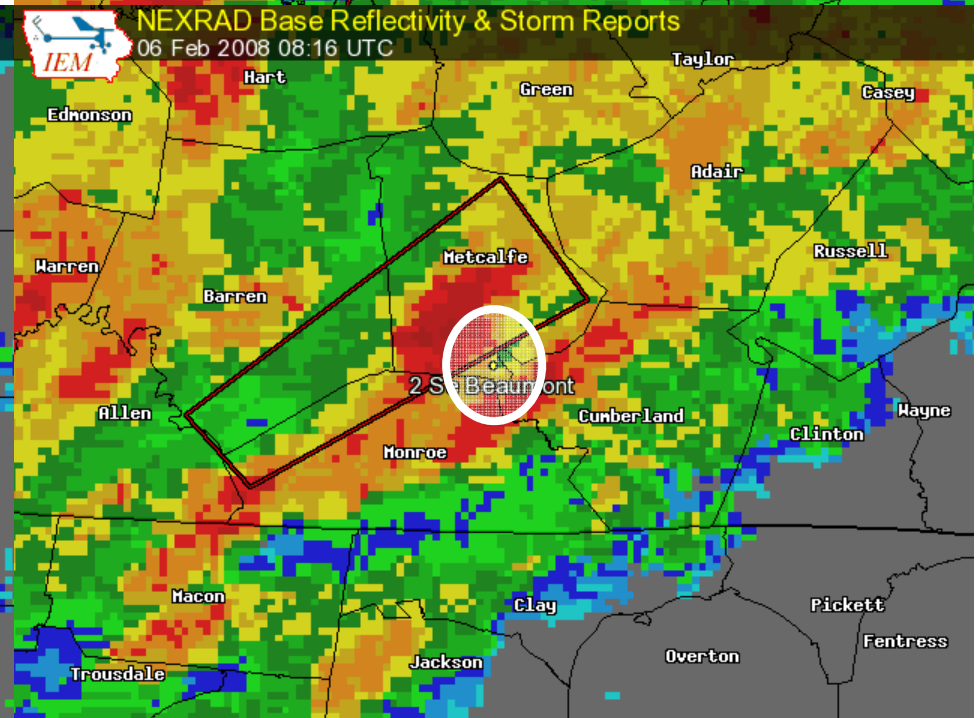 NEXRAD Base Reflectivity & Storm Reports
06 Feb 2008 08:16 UTC
IEM
Taylor
Hart
Green
Casey
Edmonson
Adair
Russell
Metcalfe
Warren
Barren
2 SE Beaumont
Allen
Cumberland
Wayne
Clinton
Monroe
Macon
Clay
Pickett
Fentress
Overton
Jackson
Trousdale